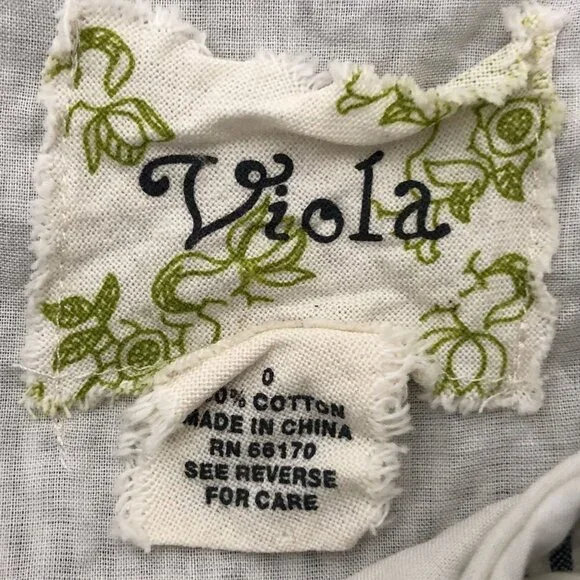 Viola
0
0% COTTON
MADE IN CHINA
RN 66170
SEE REVERSE
FOR CARE